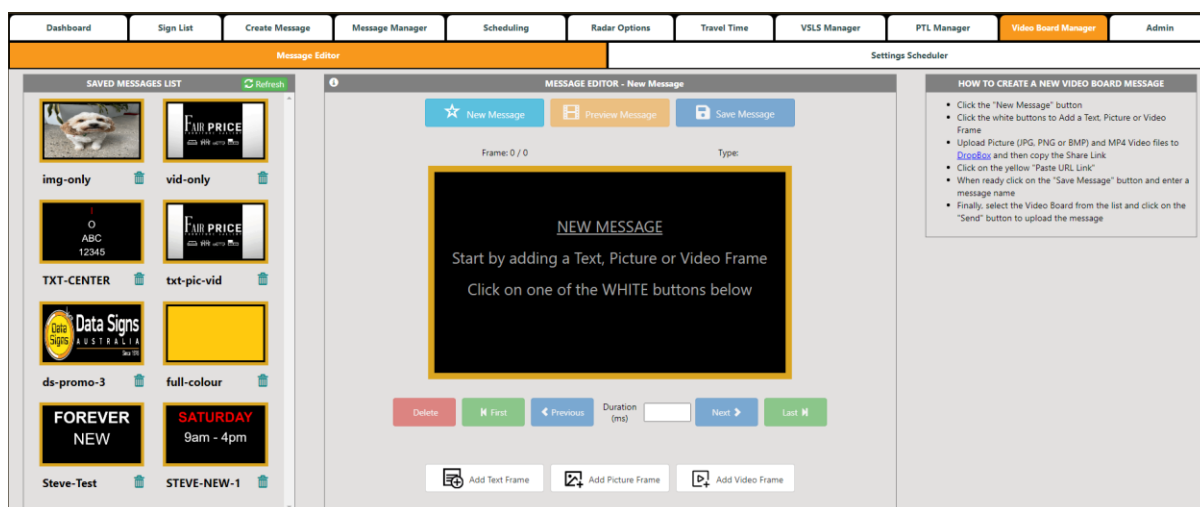 Dashboard
Sign List
Create Message
Message Manager
Scheduling
Radar Options
Travel Time
VSLS Manager
PTL Manager
Video Board Manager
Admin
Message Editor
Settings Scheduler
SAVED MESSAGES LIST
Refresh
FAIR PRICE
img-only
vid-only
I
O
ABC
12345
FAIR PRICE
TXT-CENTER
txt-pic-vid
Data Signs
Data Signs
AUSTRALIA
ds-promo-3
full-colour
FOREVER
NEW
SATURDAY
9am - 4pm
Steve-Test
STEVE-NEW-1
MESSAGE EDITOR - New Message
New Message
Preview Message
Save Message
Frame: 0 / 0
Type:
NEW MESSAGE
Start by adding a Text, Picture or Video Frame
Click on one of the WHITE buttons below
Delete
First
Previous
Duration
(ms)
Next
Last
Add Text Frame
Add Picture Frame
Add Video Frame
HOW TO CREATE A NEW VIDEO BOARD MESSAGE
Click the "New Message" button
Click the white buttons to Add a Text, Picture or Video
Frame
Upload Picture (JPG, PNG or BMP) and MP4 Video files to
DropBox and then copy the Share Link
Click on the yellow "Paste URL Link"
When ready click on the "Save Message" button and enter a
message name
Finally, select the Video Board from the list and click on the
"Send" button to upload the message